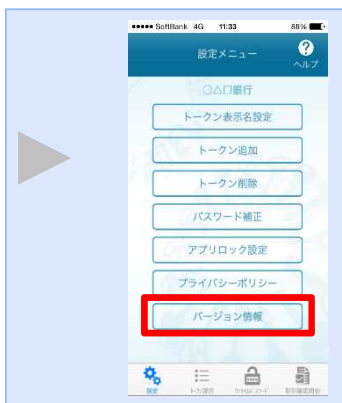 SoftBank 4G 11:33 88%
設定メニュー
ヘルプ
○△□銀行
トークン表示名設定
トークン追加
トークン削除
パスワード補正
アプリロック設定
プライバシーポリシー
バージョン情報
設定